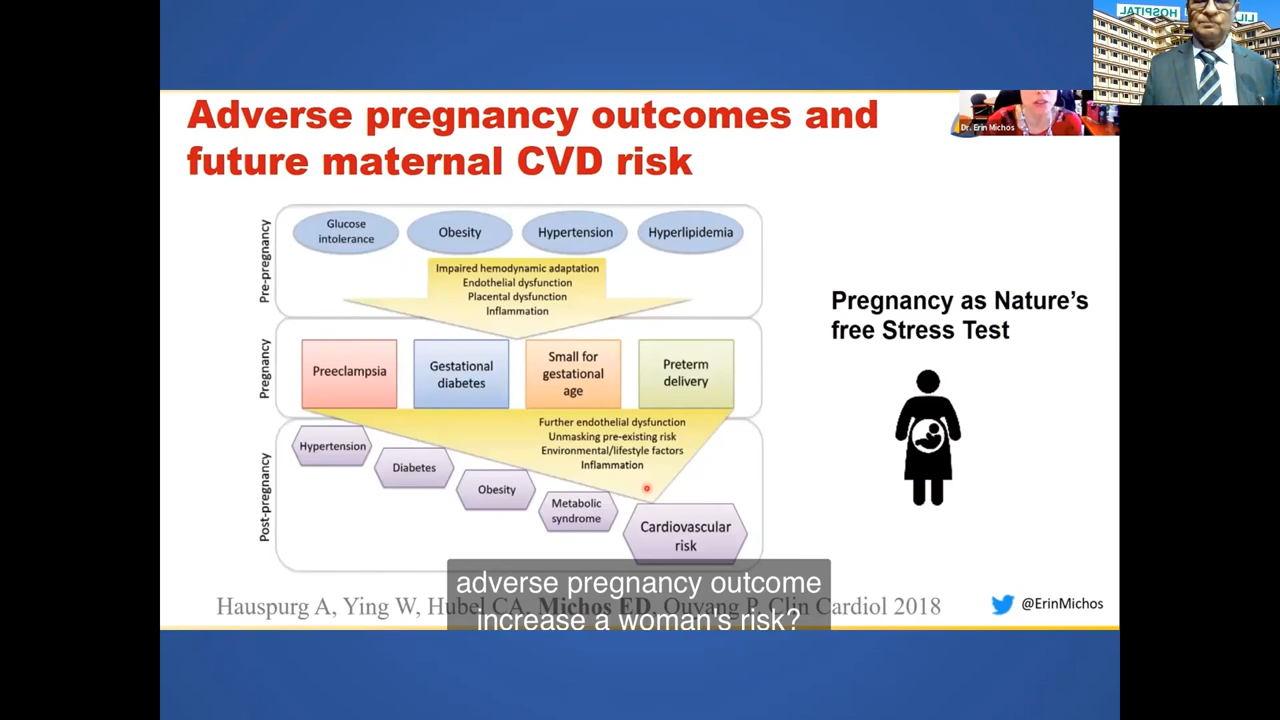 HOSPITAL
LIL
Adverse pregnancy outcomes and
future maternal CVD risk
Dr. Erin Michos
Pre-pregnancy
Glucose
intolerance
Obesity
Hypertension
Hyperlipidemia
Impaired hemodynamic adaptation
Endothelial dysfunction
Placental dysfunction
Inflammation
Pregnancy as Nature's
free Stress Test
Pregnancy
Preeclampsia
Gestational
diabetes
Small for
gestational
age
Preterm
delivery
Further endothelial dysfunction
Unmasking pre-existing risk
Environmental/lifestyle factors
Inflammation
Post-pregnancy
Hypertension
Diabetes
Obesity
Metabolic
syndrome
Cardiovascular
risk
adverse pregnancy outcome
increase a woman's risk?
Hauspurg A, Ying W, Hubel CA, Michos ED, Ouyang P, Clin Cardiol 2018
@ErinMichos